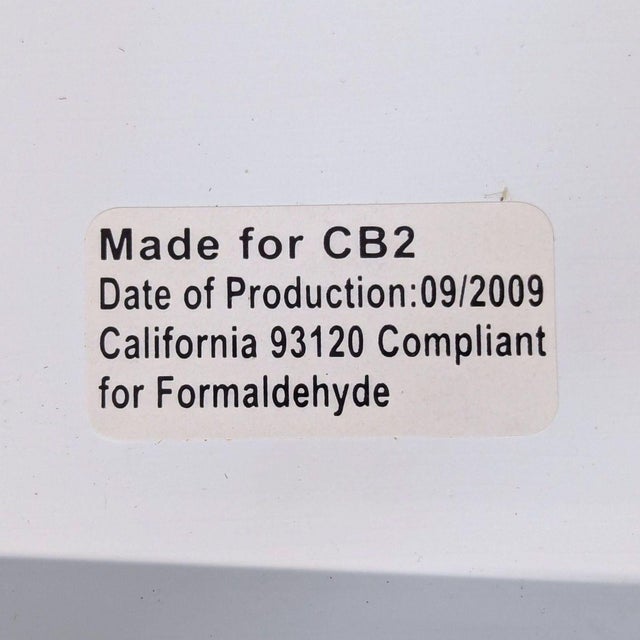 Made for CB2
Date of Production:09/2009
California 93120 Compliant
for Formaldehyde